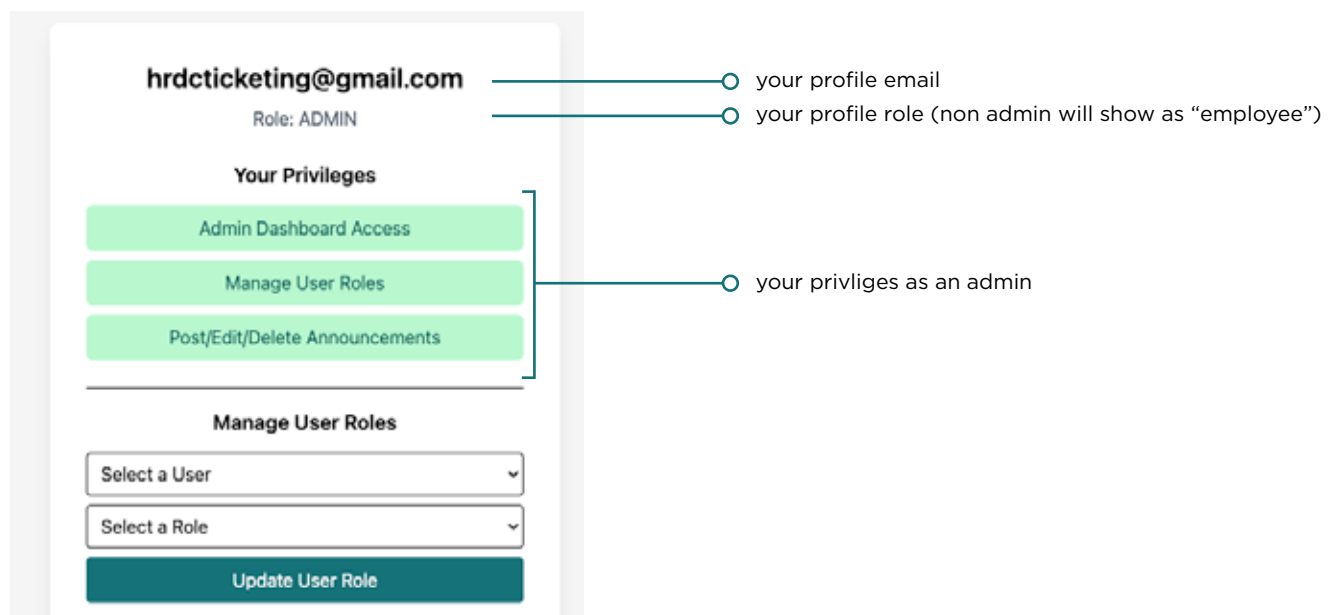 hrdcticketing@gmail.com
your profile email
Role: ADMIN
your profile role (non admin will show as “employee”)
Your Privileges
Admin Dashboard Access
Manage User Roles
your privliges as an admin
Post/Edit/Delete Announcements
Manage User Roles
Select a User
Select a Role
Update User Role